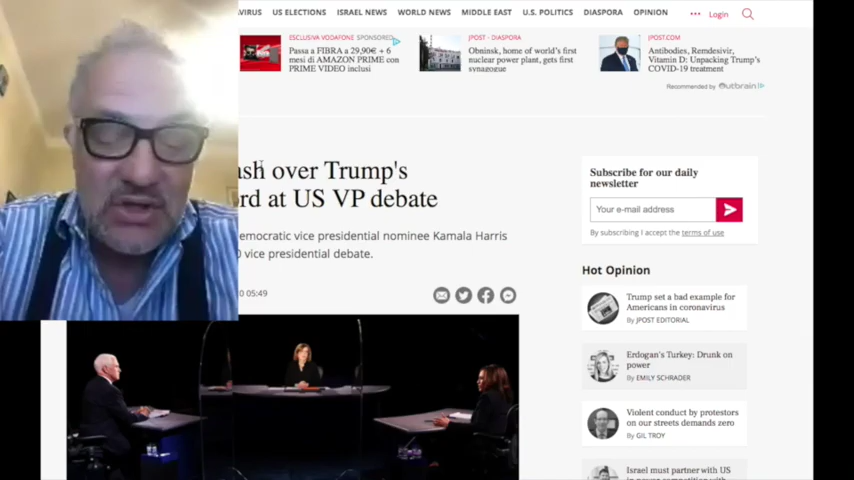 VIRUS US ELECTIONS ISRAEL NEWS WORLD NEWS MIDDLE EAST U.S. POLITICS DIASPORA OPINION ••• Login
ESCLUSIVA VODAFONE SPONSORED
Passa a FIBRA a 29,90€ + 6
mesi di AMAZON PRIME con
PRIME VIDEO inclusi
JPOST - DIASPORA
Obninsk, home of world's first
nuclear power plant, gets first
synagogue
JPOST.COM
Antibodies, Remdesivir,
Vitamin D: Unpacking Trump's
COVID-19 treatment
Recommended by Outbrain
ash over Trump's
rd at US VP debate
emocratic vice presidential nominee Kamala Harris
0 vice presidential debate.
0 05:49
Subscribe for our daily
newsletter
Your e-mail address
By subscribing I accept the terms of use
Hot Opinion
Trump set a bad example for
Americans in coronavirus
By JPOST EDITORIAL
Erdogan's Turkey: Drunk on
power
By EMILY SCHRADER
Violent conduct by protestors
on our streets demands zero
By GIL TROY
Israel must partner with US